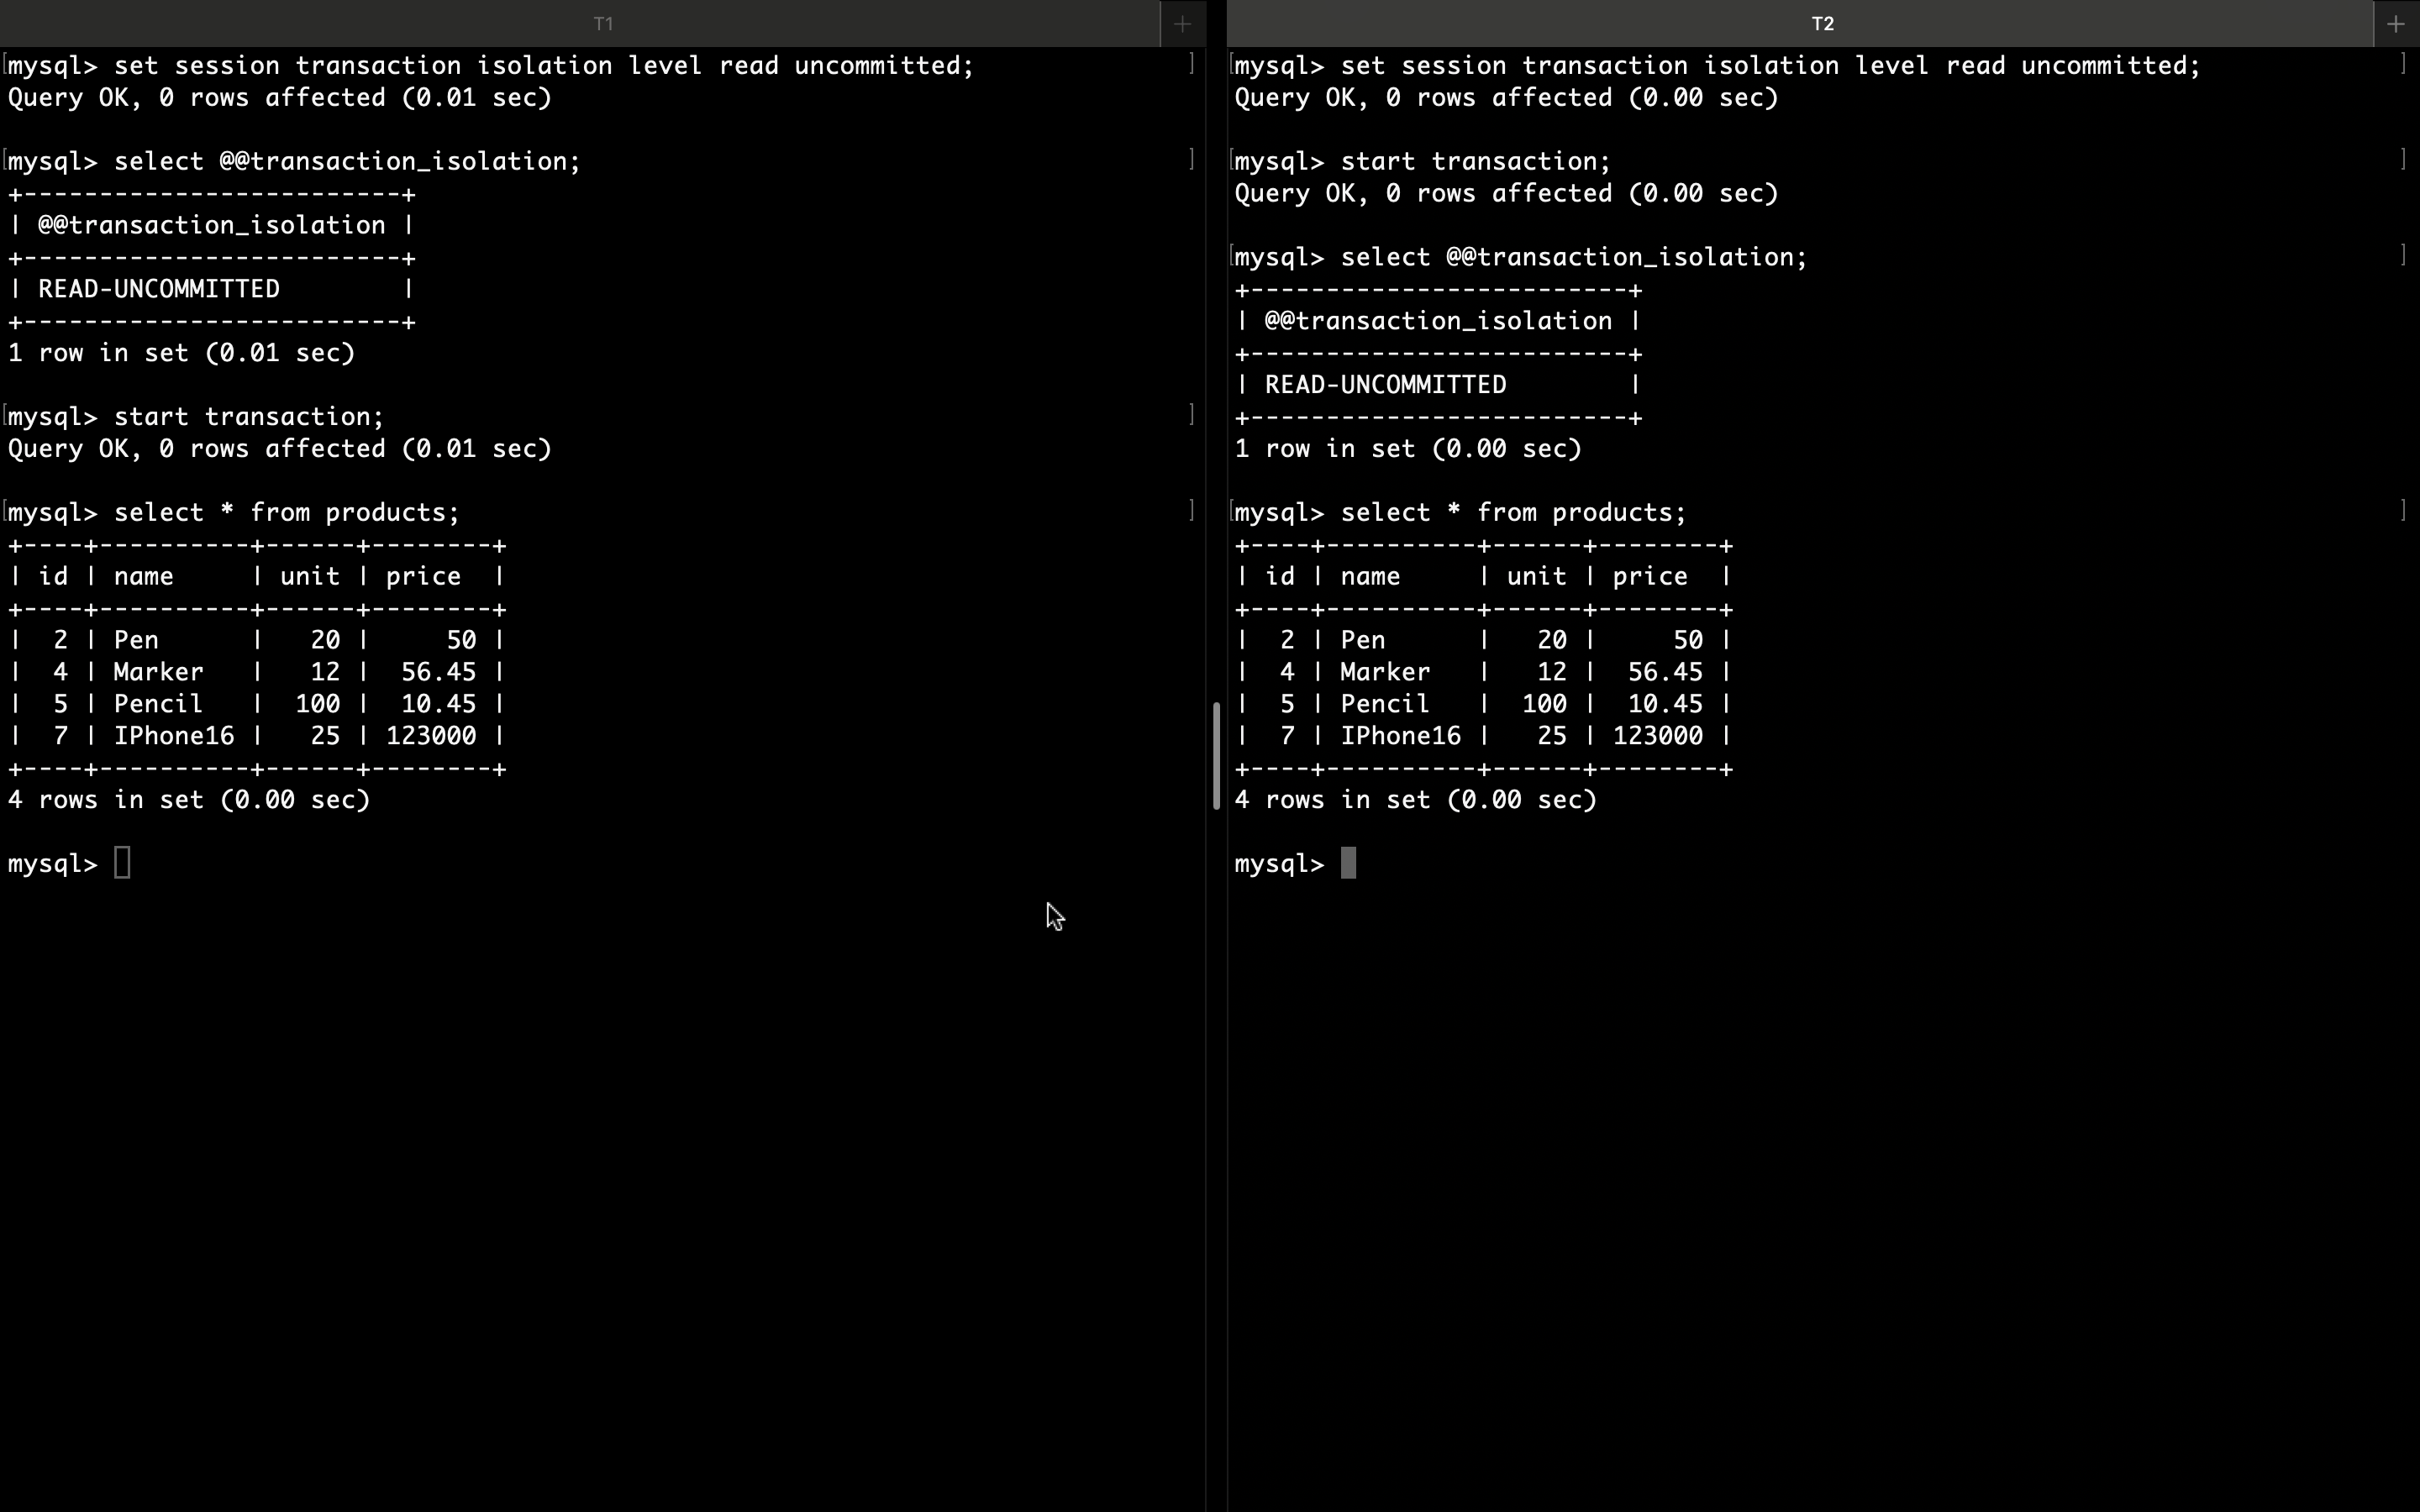 T1
[mysql> set session transaction isolation level read uncommitted; ]
Query OK, 0 rows affected (0.01 sec)
[mysql> select @@transaction_isolation; ]
+-------------------------+
| @@transaction_isolation |
+-------------------------+
| READ-UNCOMMITTED        |
+-------------------------+
1 row in set (0.01 sec)
[mysql> start transaction; ]
Query OK, 0 rows affected (0.01 sec)
[mysql> select * from products; ]
+----+----------+------+--------+
| id | name     | unit | price  |
+----+----------+------+--------+
|  2 | Pen      |   20 |     50 |
|  4 | Marker   |   12 |  56.45 |
|  5 | Pencil   |  100 |  10.45 |
|  7 | IPhone16 |   25 | 123000 |
+----+----------+------+--------+
4 rows in set (0.00 sec)
mysql>
T2
[mysql> set session transaction isolation level read uncommitted; ]
Query OK, 0 rows affected (0.00 sec)
[mysql> start transaction; ]
Query OK, 0 rows affected (0.00 sec)
[mysql> select @@transaction_isolation; ]
+-------------------------+
| @@transaction_isolation |
+-------------------------+
| READ-UNCOMMITTED        |
+-------------------------+
1 row in set (0.00 sec)
[mysql> select * from products; ]
+----+----------+------+--------+
| id | name     | unit | price  |
+----+----------+------+--------+
|  2 | Pen      |   20 |     50 |
|  4 | Marker   |   12 |  56.45 |
|  5 | Pencil   |  100 |  10.45 |
|  7 | IPhone16 |   25 | 123000 |
+----+----------+------+--------+
4 rows in set (0.00 sec)
mysql>